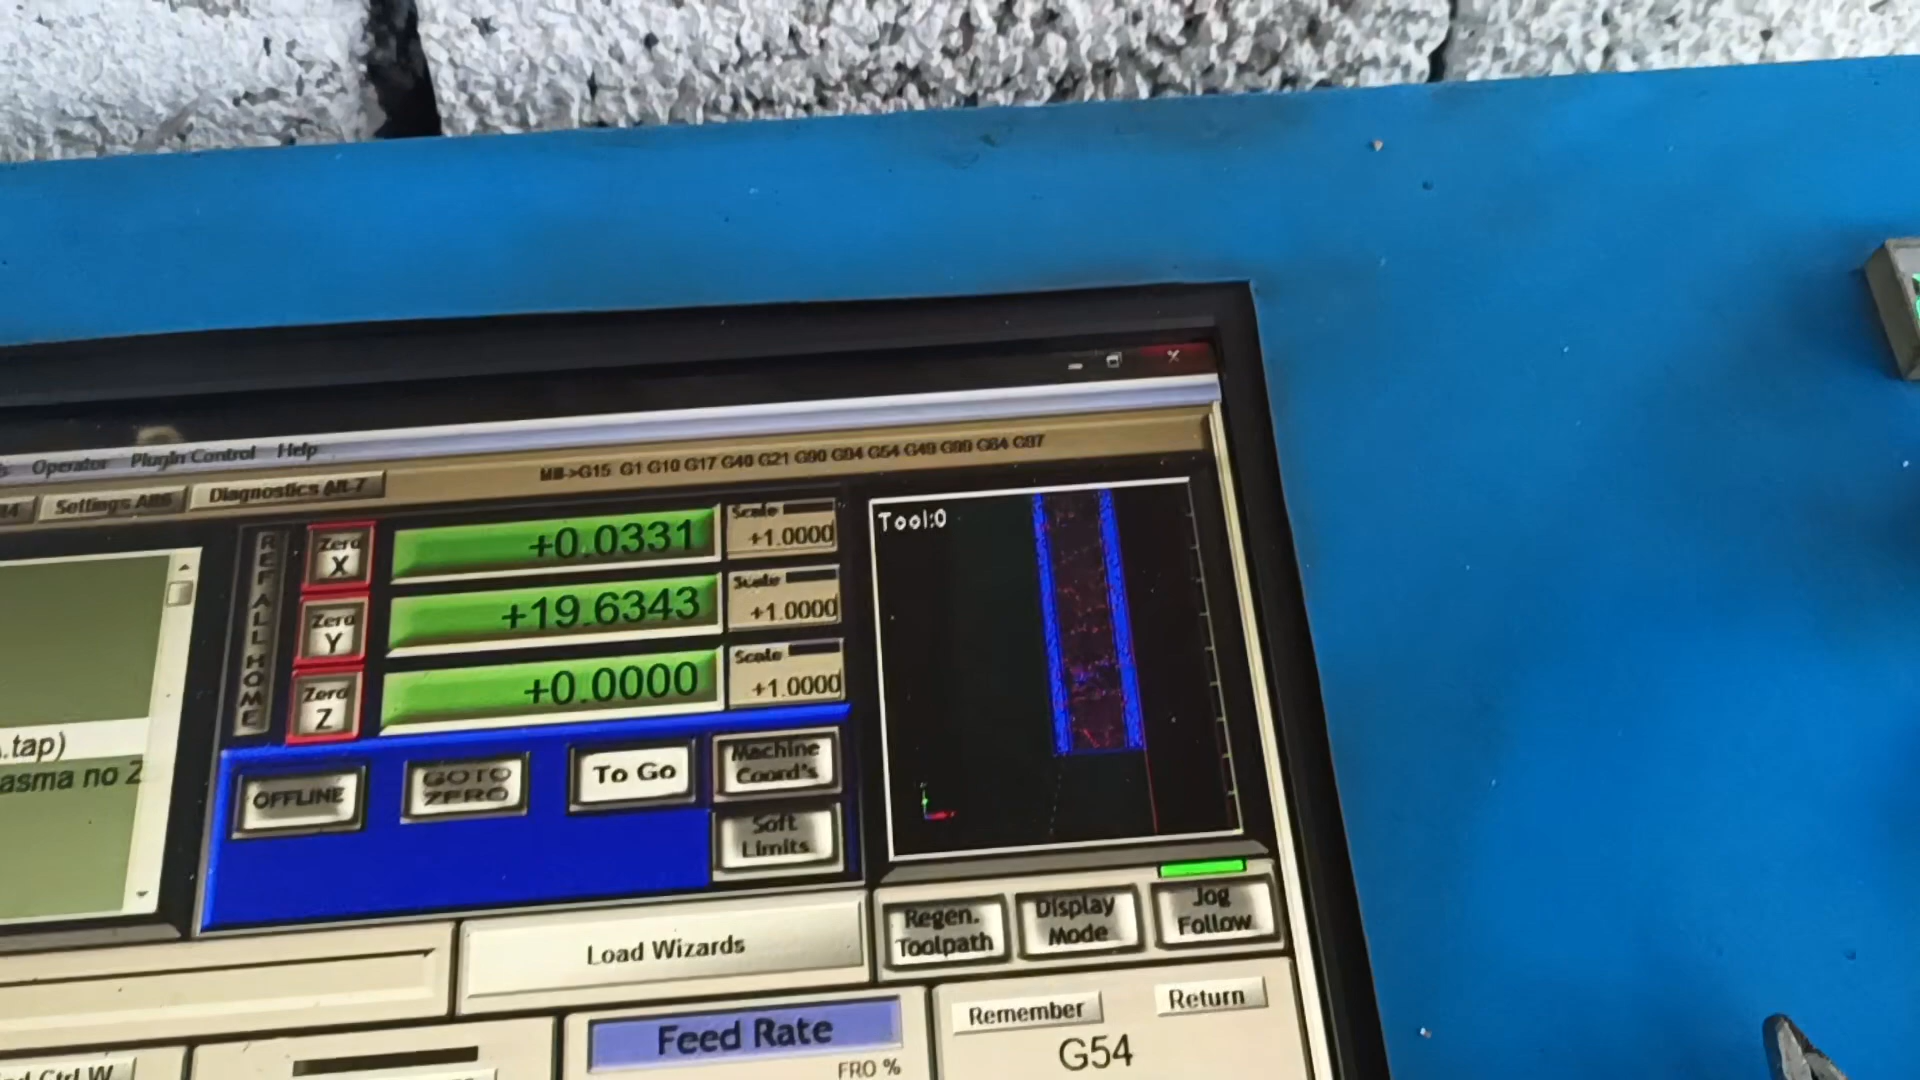 Operator PlugIn Control Help
Settings Alt6 Diagnostics Alt-7
G15 G1 G10 G17 G40 G21 G90 G94 G54 G49 G99 G64 G97
REF ALL HOME
Zero X
+0.0331
Scale
+1.0000
Zero Y
+19.6343
Scale
+1.0000
Zero Z
+0.0000
Scale
+1.0000
Tool:0
.tap)
asma no Z
OFFLINE
GOTO
ZERO
To Go
Machine
Coord's
Soft
Limits
Load Wizards
Regen.
Toolpath
Display
Mode
Jog
Follow
Feed Rate
FRO %
Remember
Return
G54
Ctrl W